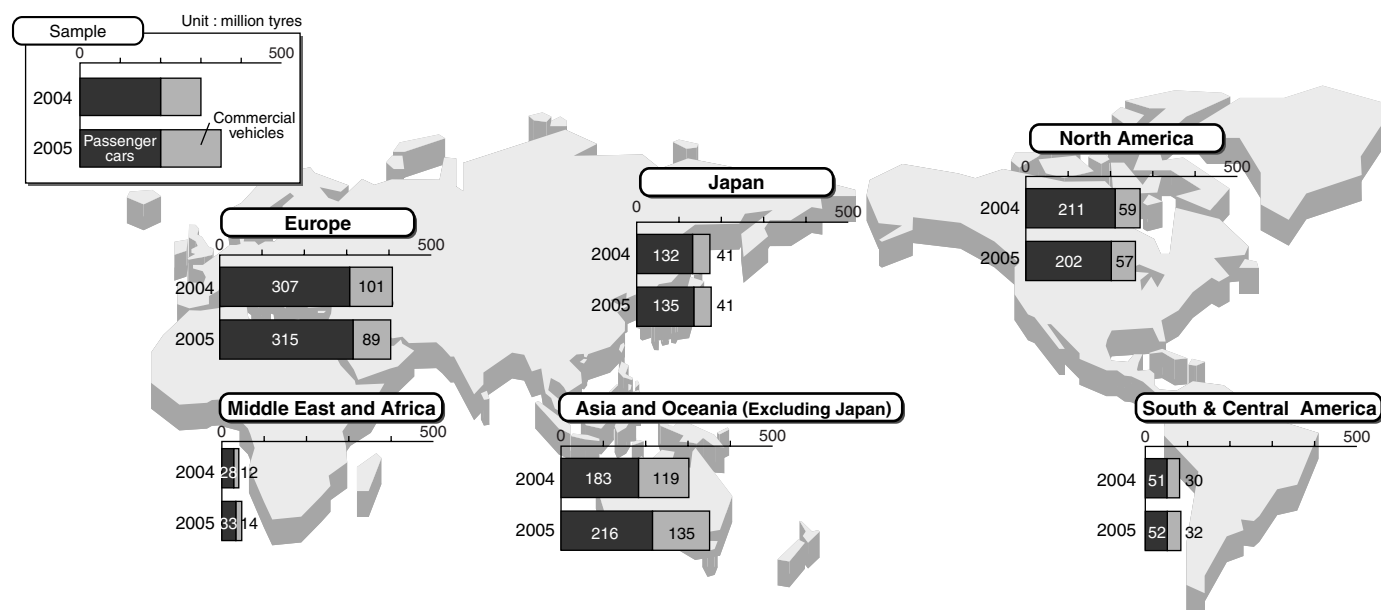 Sample
Unit : million tyres
0 500
2004
2005
Passenger
cars
Commercial
vehicles
North America
0 500
2004 211 59
2005 202 57
Japan
0 500
2004 132 41
2005 135 41
Europe
0 500
2004 307 101
2005 315 89
Middle East and Africa
0 500
2004 28 12
2005 33 14
Asia and Oceania (Excluding Japan)
0 500
2004 183 119
2005 216 135
South & Central America
0 500
2004 51 30
2005 52 32